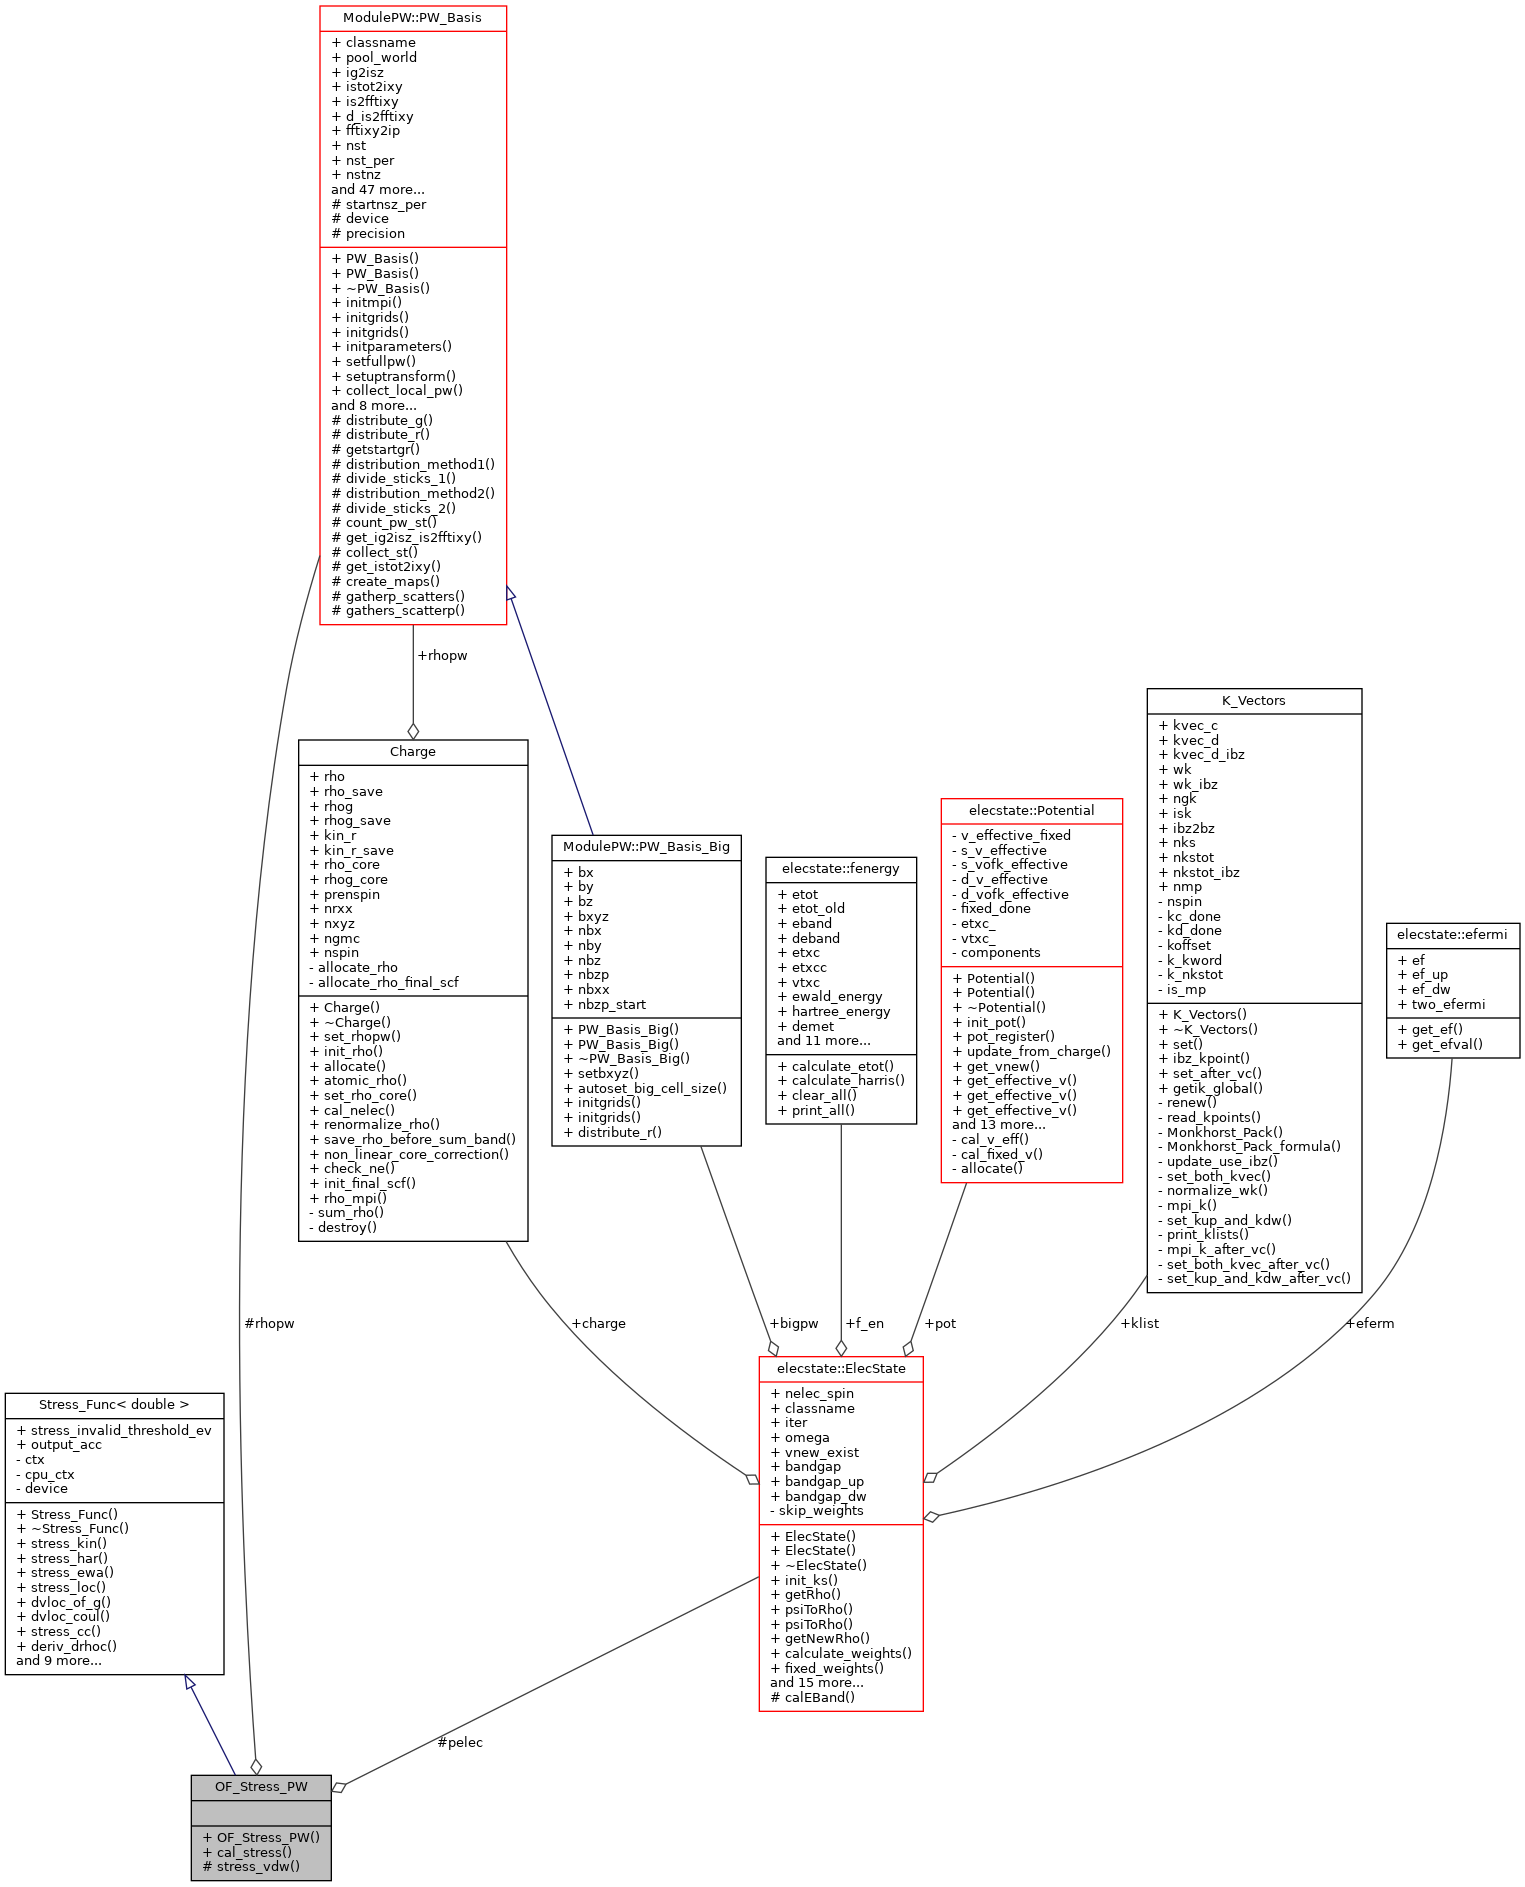 ModulePW::PW_Basis
+ classname
+ pool_world
+ ig2isz
+ istot2ixy
+ is2fftixy
+ d_is2fftixy
+ fftixy2ip
+ nst
+ nst_per
+ nstnz
and 47 more...
# startnsz_per
# device
# precision
+ PW_Basis()
+ PW_Basis()
+ ~PW_Basis()
+ initmpi()
+ initgrids()
+ initgrids()
+ initparameters()
+ setfullpw()
+ setuptransform()
+ collect_local_pw()
and 8 more...
# distribute_g()
# distribute_r()
# getstartgr()
# distribution_method1()
# divide_sticks_1()
# distribution_method2()
# divide_sticks_2()
# count_pw_st()
# get_ig2isz_is2fftixy()
# collect_st()
# get_istot2ixy()
# create_maps()
# gatherp_scatters()
# gathers_scatterp()
+rhopw
Charge
+ rho
+ rho_save
+ rhog
+ rhog_save
+ kin_r
+ kin_r_save
+ rho_core
+ rhog_core
+ prenspin
+ nrxx
+ nxyz
+ ngmc
+ nspin
- allocate_rho
- allocate_rho_final_scf
+ Charge()
+ ~Charge()
+ set_rhopw()
+ init_rho()
+ allocate()
+ atomic_rho()
+ set_rho_core()
+ cal_nelec()
+ renormalize_rho()
+ save_rho_before_sum_band()
+ non_linear_core_correction()
+ check_ne()
+ init_final_scf()
+ rho_mpi()
- sum_rho()
- destroy()
ModulePW::PW_Basis_Big
+ bx
+ by
+ bz
+ bxyz
+ nbx
+ nby
+ nbz
+ nbzp
+ nbxx
+ nbzp_start
+ PW_Basis_Big()
+ PW_Basis_Big()
+ ~PW_Basis_Big()
+ setbxyz()
+ autoset_big_cell_size()
+ initgrids()
+ initgrids()
+ distribute_r()
elecstate::fenergy
+ etot
+ etot_old
+ eband
+ deband
+ etxc
+ etxcc
+ vtxc
+ ewald_energy
+ hartree_energy
+ demet
and 11 more...
+ calculate_etot()
+ calculate_harris()
+ clear_all()
+ print_all()
elecstate::Potential
- v_effective_fixed
- s_v_effective
- s_vofk_effective
- d_v_effective
- d_vofk_effective
- fixed_done
- etxc_
- vtxc_
- components
+ Potential()
+ Potential()
+ ~Potential()
+ init_pot()
+ pot_register()
+ update_from_charge()
+ get_vnew()
+ get_effective_v()
+ get_effective_v()
+ get_effective_v()
and 13 more...
- cal_v_eff()
- cal_fixed_v()
- allocate()
K_Vectors
+ kvec_c
+ kvec_d
+ kvec_d_ibz
+ wk
+ wk_ibz
+ ngk
+ isk
+ ibz2bz
+ nks
+ nkstot
+ nkstot_ibz
+ nmp
- nspin
- kc_done
- kd_done
- koffset
- k_kword
- k_nkstot
- is_mp
+ K_Vectors()
+ ~K_Vectors()
+ set()
+ ibz_kpoint()
+ set_after_vc()
+ getik_global()
- renew()
- read_kpoints()
- Monkhorst_Pack()
- Monkhorst_Pack_formula()
- update_use_ibz()
- set_both_kvec()
- normalize_wk()
- mpi_k()
- set_kup_and_kdw()
- print_klists()
- mpi_k_after_vc()
- set_both_kvec_after_vc()
- set_kup_and_kdw_after_vc()
elecstate::efermi
+ ef
+ ef_up
+ ef_dw
+ two_efermi
+ get_ef()
+ get_efval()
#rhopw
+charge
+bigpw
+f_en
+pot
+klist
+eferm
Stress_Func< double >
+ stress_invalid_threshold_ev
+ output_acc
- ctx
- cpu_ctx
- device
+ Stress_Func()
+ ~Stress_Func()
+ stress_kin()
+ stress_har()
+ stress_ewa()
+ stress_loc()
+ dvloc_of_g()
+ dvloc_coul()
+ stress_cc()
+ deriv_drhoc()
and 9 more...
elecstate::ElecState
+ nelec_spin
+ classname
+ iter
+ omega
+ vnew_exist
+ bandgap
+ bandgap_up
+ bandgap_dw
- skip_weights
+ ElecState()
+ ElecState()
+ ~ElecState()
+ init_ks()
+ getRho()
+ psiToRho()
+ psiToRho()
+ getNewRho()
+ calculate_weights()
+ fixed_weights()
and 15 more...
# calEBand()
#pelec
OF_Stress_PW
+ OF_Stress_PW()
+ cal_stress()
# stress_vdw()